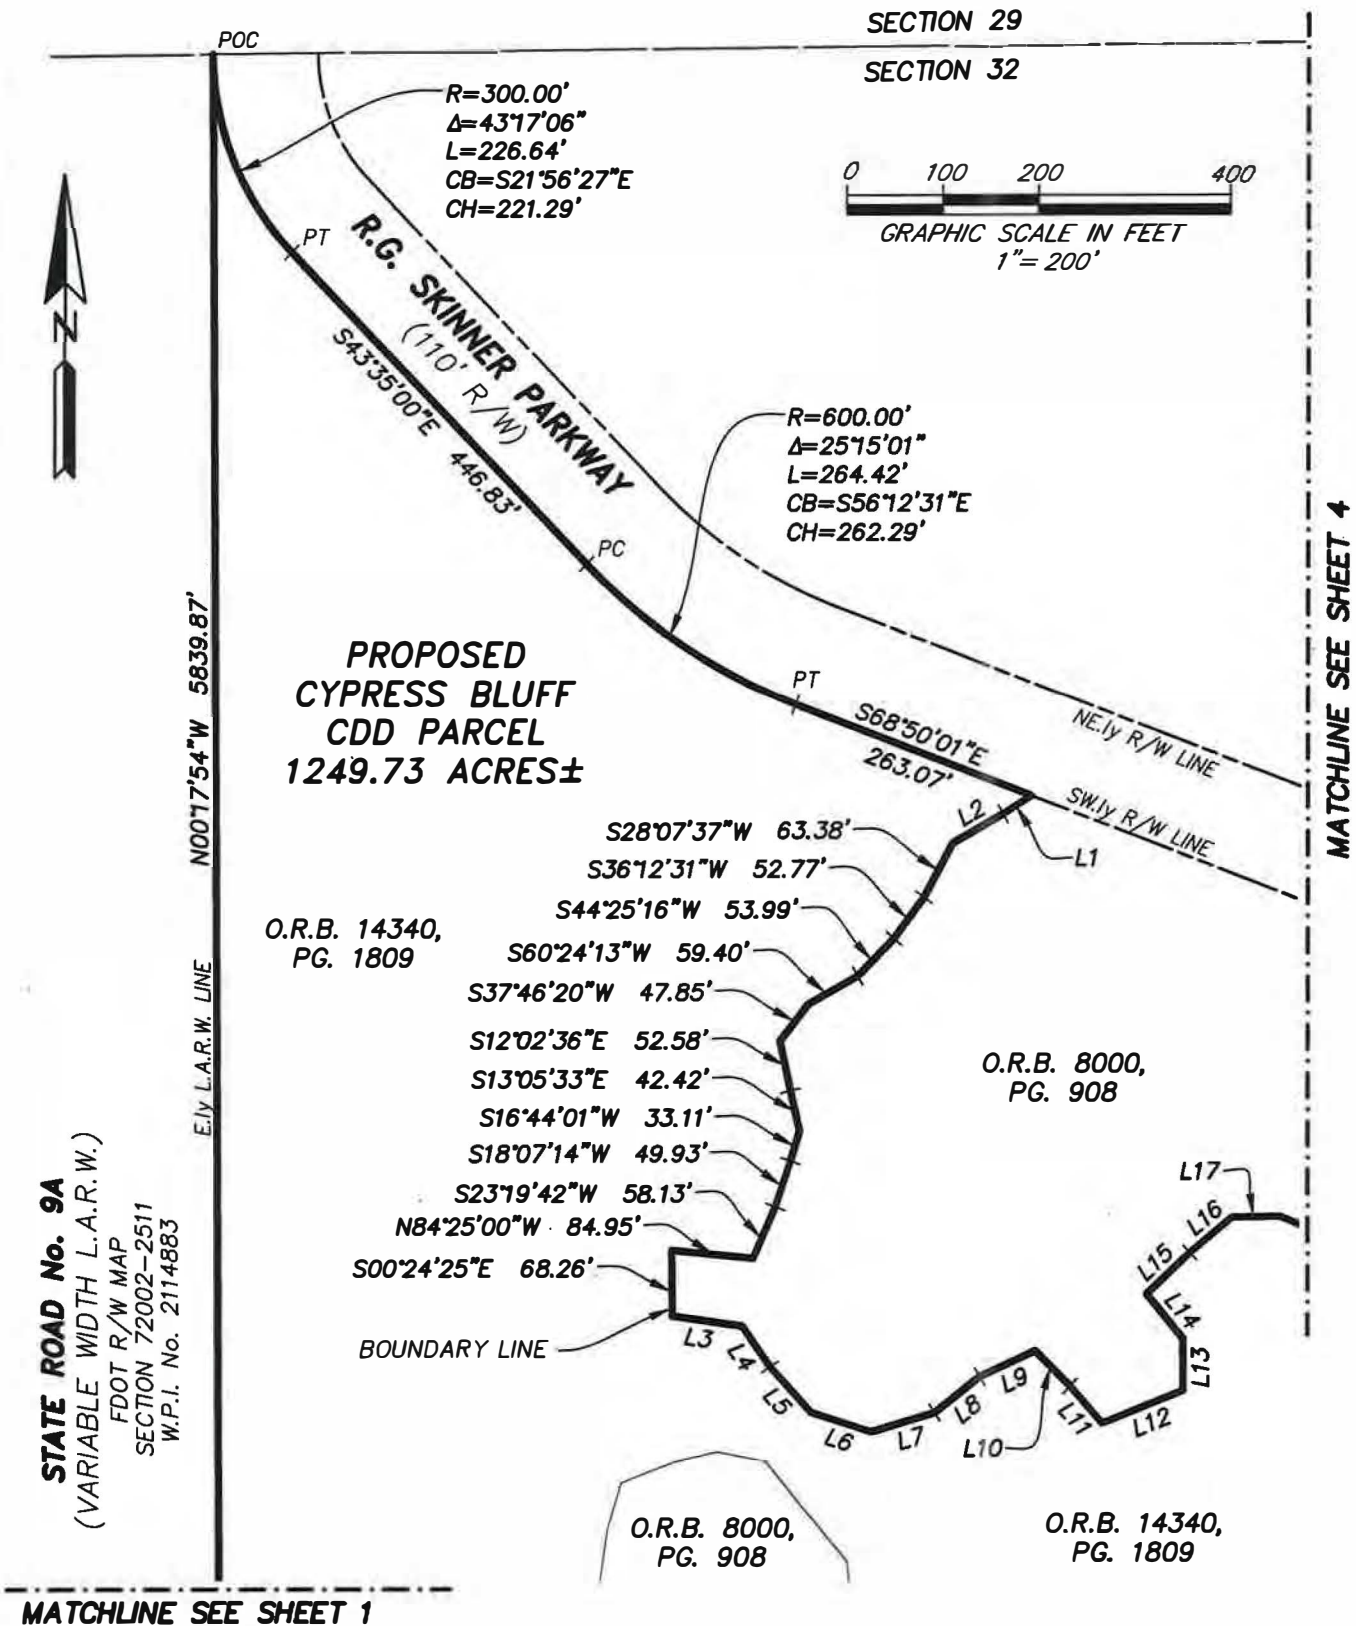 SECTION 29
POC
SECTION 32
R=300.00'
Δ=43°17'06"
L=226.64'
CB=S21°56'27"E
CH=221.29'
0 100 200 400
GRAPHIC SCALE IN FEET
1"= 200'
PT
R.G. SKINNER PARKWAY
(110' R/W)
N
S43°35'00"E 446.83'
R=600.00'
Δ=25°15'01"
L=264.42'
CB=S56°12'31"E
CH=262.29'
PC
MATCHLINE SEE SHEET 4
N00°17'54"W 5839.87'
PROPOSED
CYPRESS BLUFF
CDD PARCEL
1249.73 ACRES±
PT
S68°50'01"E
263.07'
NE.ly R/W LINE
SW.ly R/W LINE
L2
L1
S28°07'37"W 63.38'
S36°12'31"W 52.77'
S44°25'16"W 53.99'
S60°24'13"W 59.40'
S37°46'20"W 47.85'
S12°02'36"E 52.58'
S13°05'33"E 42.42'
S16°44'01"W 33.11'
S18°07'14"W 49.93'
S23°19'42"W 58.13'
N84°25'00"W 84.95'
S00°24'25"E 68.26'
O.R.B. 14340,
PG. 1809
E.ly L.A.R.W. LINE
O.R.B. 8000,
PG. 908
STATE ROAD No. 9A
(VARIABLE WIDTH L.A.R.W.)
FDOT R/W MAP
SECTION 72002-2511
W.P.I. No. 2114883
BOUNDARY LINE
L3
L4
L5
L6
L7
L8
L9
L10
L11
L12
L13
L14
L15
L16
L17
O.R.B. 8000,
PG. 908
O.R.B. 14340,
PG. 1809
MATCHLINE SEE SHEET 1